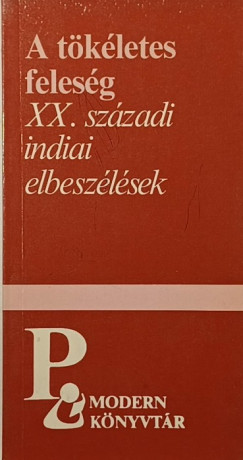 A tökéletes
feleség
XX. századi
indiai
elbeszélések
P
MODERN
KÖNYVTÁR